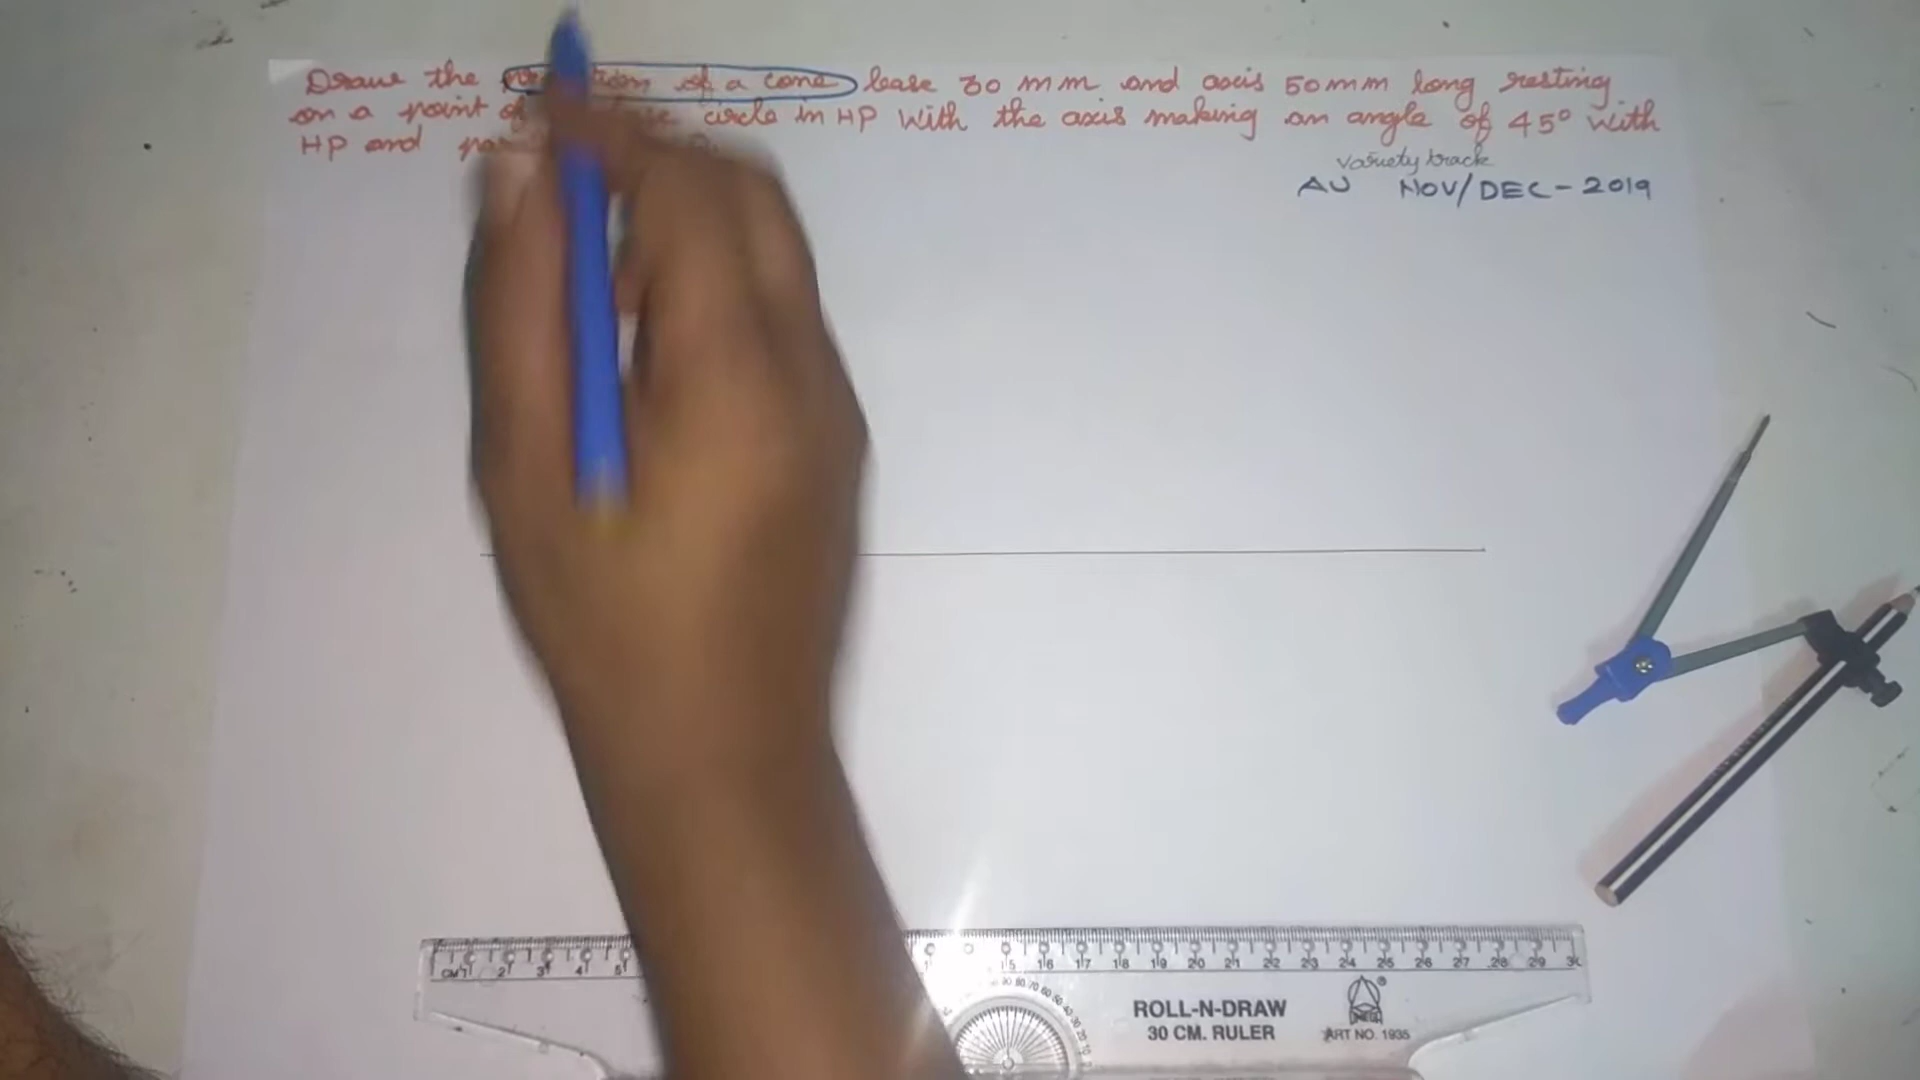 Draw the of a cone base 30 mm and axis 50mm long resting
on a point of circle in HP with the axis making an angle of 45° with
HP and
variety track
AU NOV/DEC-2019
CM 1 2 3 4 5 15 16 17 18 19 20 21 22 23 24 25 26 27 28 29 30
ROLL-N-DRAW
30 CM. RULER
ART NO. 1935